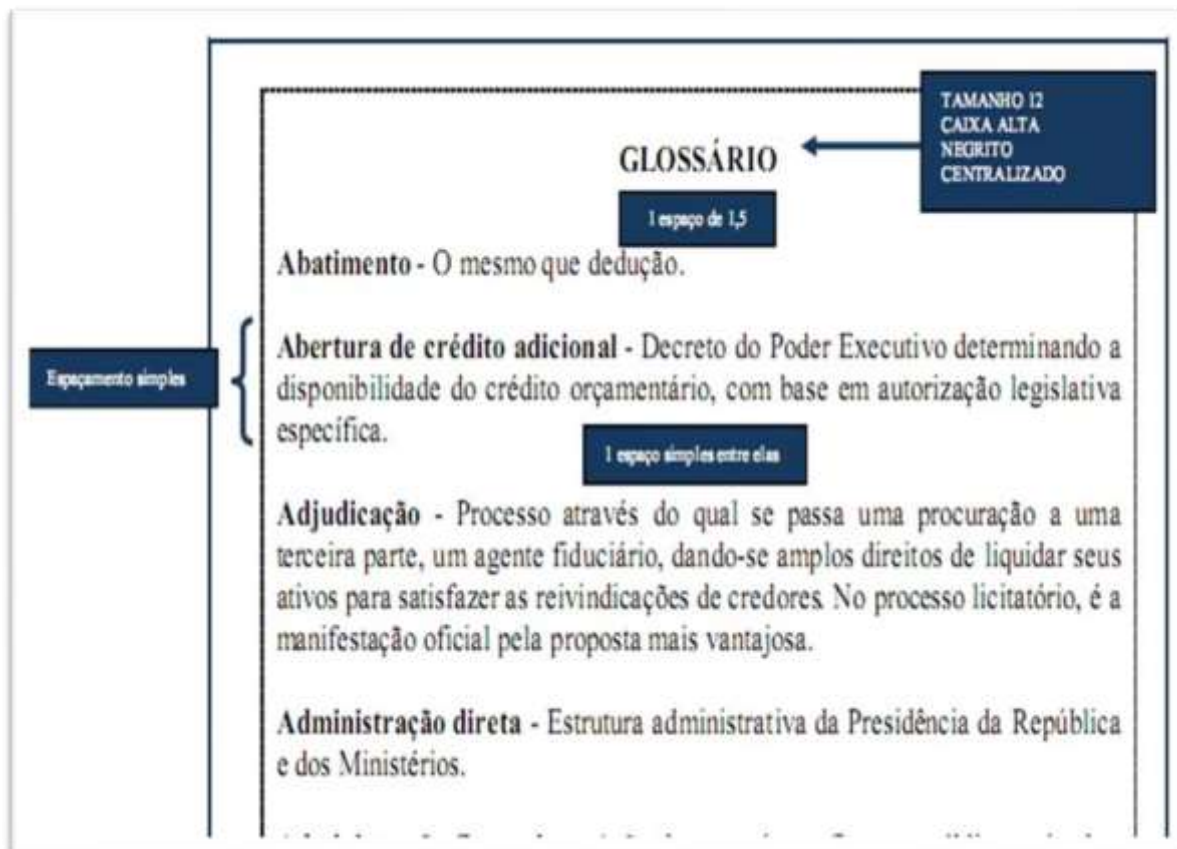 TAMANHO 12
CAIXA ALTA
NEGRITO
CENTRALIZADO
GLOSSÁRIO
1 espaço de 1,5
Abatimento - O mesmo que dedução.
Espaçamento simples
Abertura de crédito adicional - Decreto do Poder Executivo determinando a
disponibilidade do crédito orçamentário, com base em autorização legislativa
específica.
1 espaço simples entre elas
Adjudicação - Processo através do qual se passa uma procuração a uma
terceira parte, um agente fiduciário, dando-se amplos direitos de liquidar seus
ativos para satisfazer as reivindicações de credores. No processo licitatório, é a
manifestação oficial pela proposta mais vantajosa.
Administração direta - Estrutura administrativa da Presidência da República
e dos Ministérios.